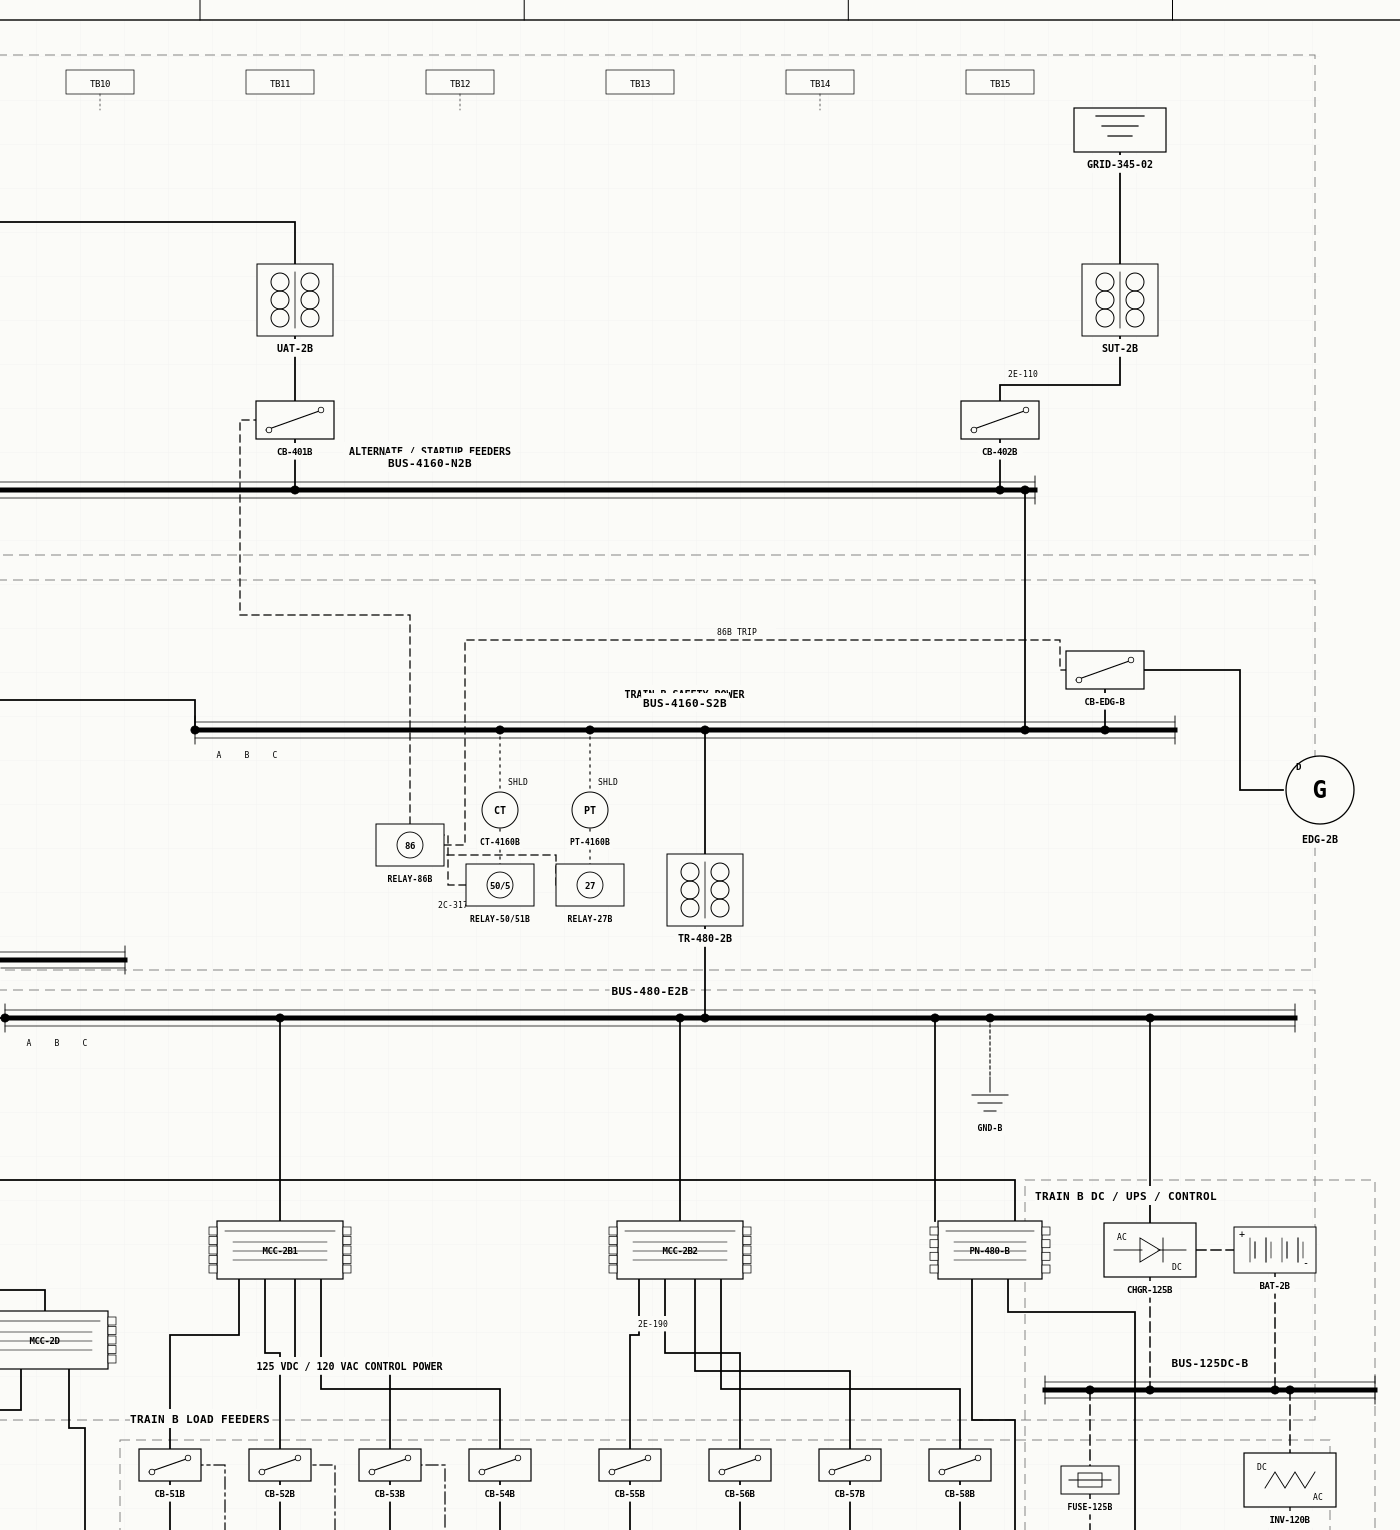 TB10 TB11 TB12 TB13 TB14 TB15
GRID-345-02
UAT-2B SUT-2B
2E-110
CB-401B CB-402B
ALTERNATE / STARTUP FEEDERS
BUS-4160-N2B
86B TRIP
TRAIN B SAFETY POWER
BUS-4160-S2B
CB-EDG-B
A B C
D
G
EDG-2B
SHLD SHLD
CT PT
CT-4160B PT-4160B
86
RELAY-86B
50/5 27
2C-317
RELAY-50/51B RELAY-27B
TR-480-2B
BUS-480-E2B
A B C
GND-B
TRAIN B DC / UPS / CONTROL
MCC-2B1 MCC-2B2 PN-480-B
AC DC
CHGR-125B
+ -
BAT-2B
2E-190
MCC-2D
125 VDC / 120 VAC CONTROL POWER
BUS-125DC-B
TRAIN B LOAD FEEDERS
CB-51B CB-52B CB-53B CB-54B CB-55B CB-56B CB-57B CB-58B
FUSE-125B
DC AC
INV-120B